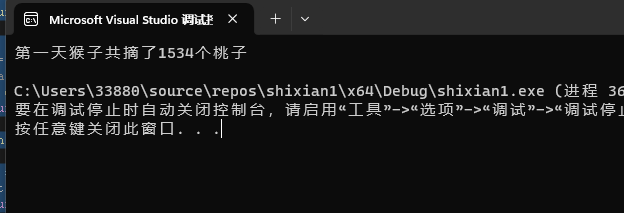 Microsoft Visual Studio 调试控
第一天猴子共摘了1534个桃子
C:\Users\33880\source\repos\shixian1\x64\Debug\shixian1.exe (进程 36
要在调试停止时自动关闭控制台，请启用“工具”->“选项”->“调试”->“调试停止
按任意键关闭此窗口. . .